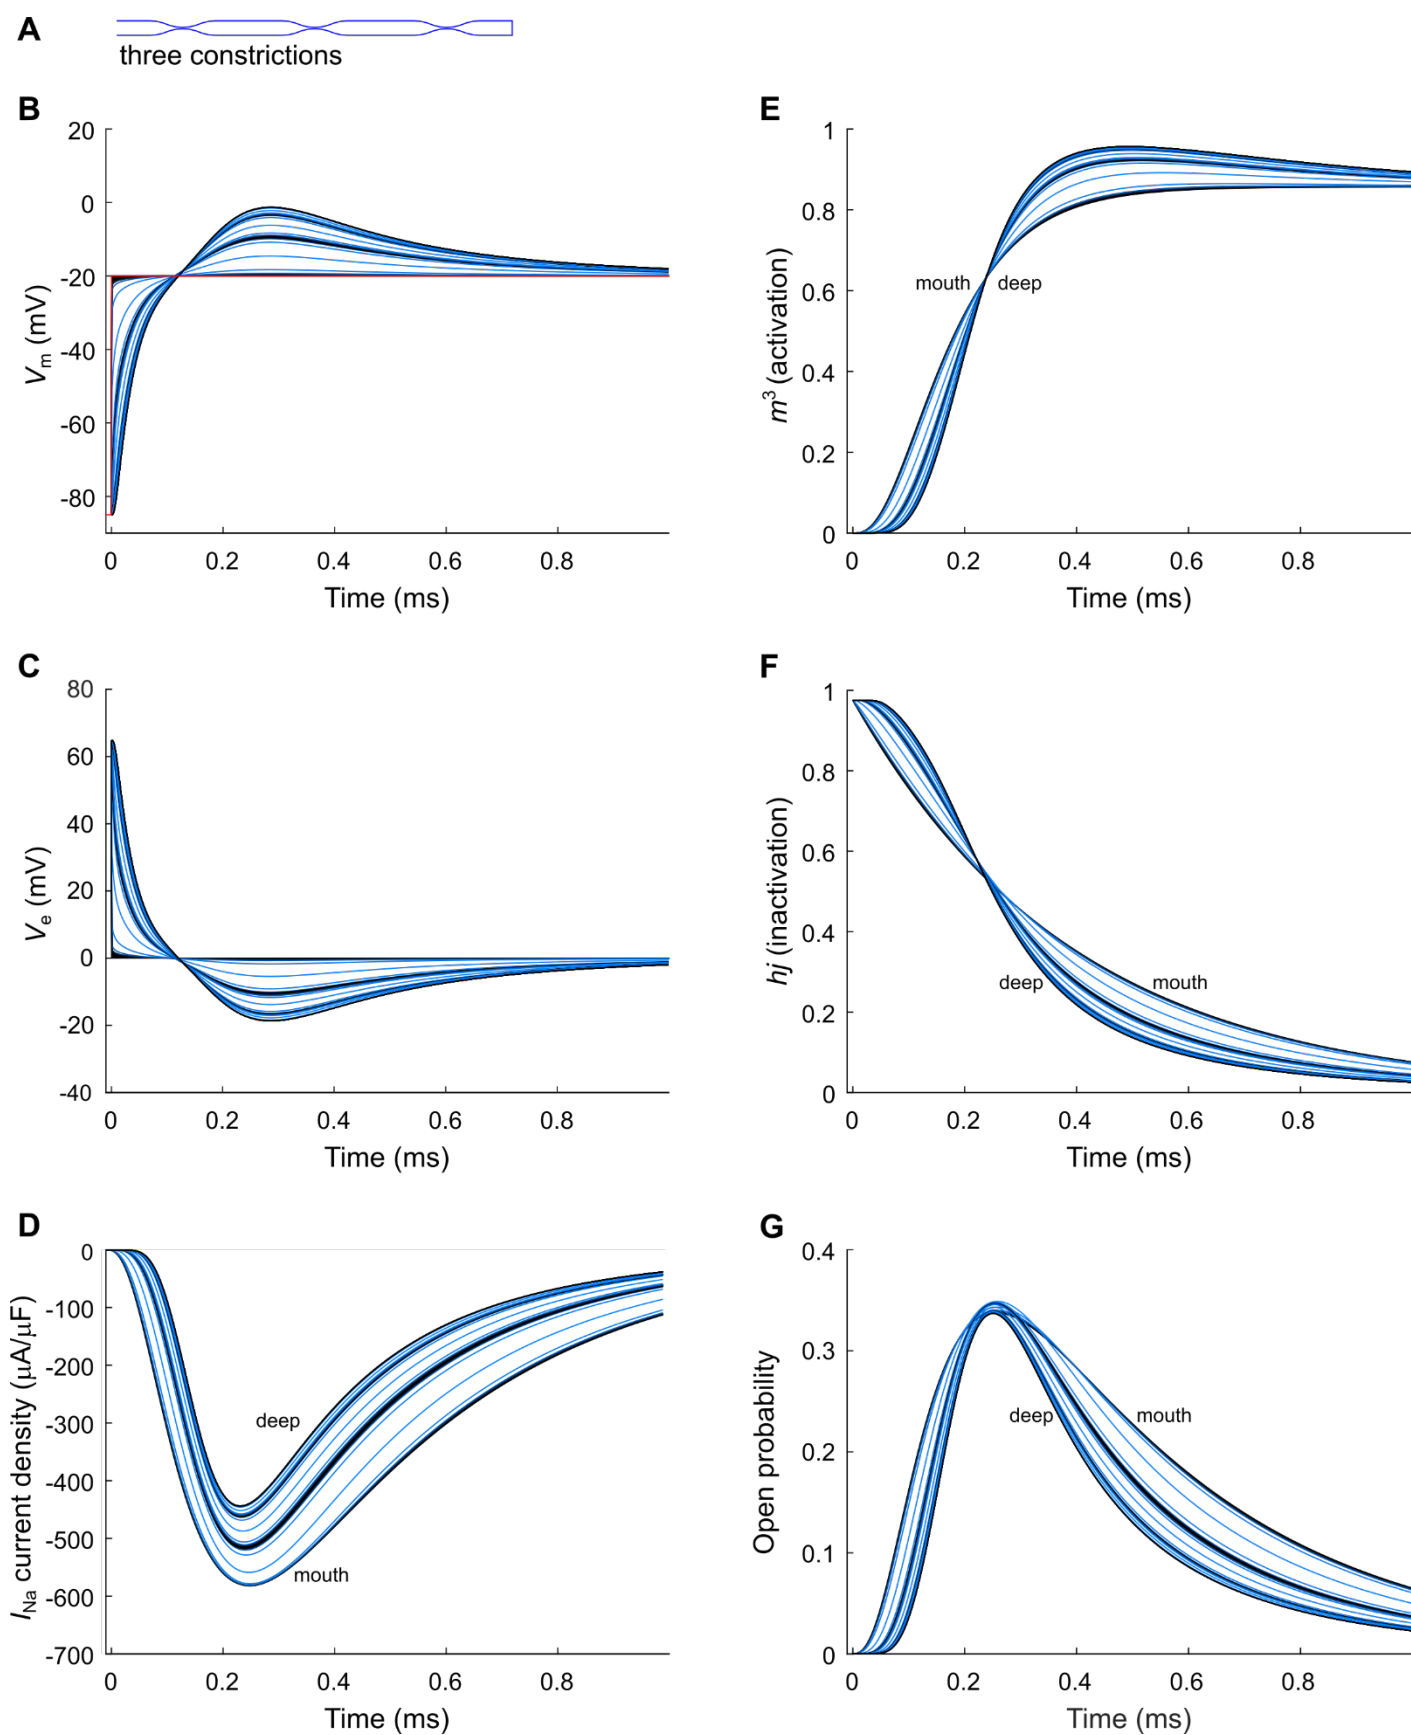 A
three constrictions
B
20
0
-20
-40
-60
-80
Vm (mV)
0 0.2 0.4 0.6 0.8
Time (ms)
E
1
0.8
0.6
0.4
0.2
0
m³ (activation)
mouth deep
0 0.2 0.4 0.6 0.8
Time (ms)
C
80
60
40
20
0
-20
-40
Ve (mV)
0 0.2 0.4 0.6 0.8
Time (ms)
F
1
0.8
0.6
0.4
0.2
0
hj (inactivation)
deep
mouth
0 0.2 0.4 0.6 0.8
Time (ms)
D
0
-100
-200
-300
-400
-500
-600
-700
INa current density (μA/μF)
deep
mouth
0 0.2 0.4 0.6 0.8
Time (ms)
G
0.4
0.3
0.2
0.1
0
Open probability
deep
mouth
0 0.2 0.4 0.6 0.8
Time (ms)